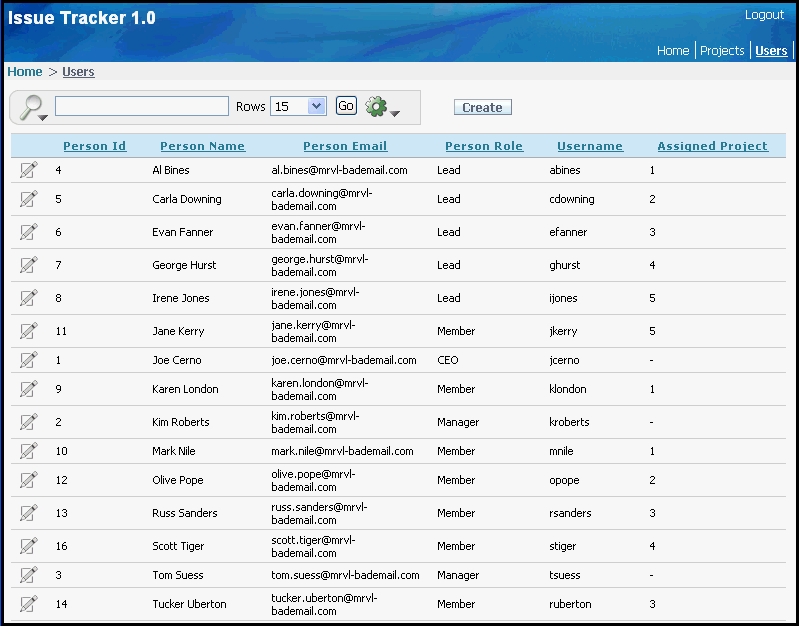 Issue Tracker 1.0
Logout
Home Projects Users
Home > Users
Rows 15 Go Create
Person Id Person Name Person Email Person Role Username Assigned Project
4 Al Bines al.bines@mrvl-bademail.com Lead abines 1
5 Carla Downing carla.downing@mrvl-
bademail.com Lead cdowning 2
6 Evan Fanner evan.fanner@mrvl-
bademail.com Lead efanner 3
7 George Hurst george.hurst@mrvl-
bademail.com Lead ghurst 4
8 Irene Jones irene.jones@mrvl-
bademail.com Lead ijones 5
11 Jane Kerry jane.kerry@mrvl-
bademail.com Member jkerry 5
1 Joe Cerno joe.cerno@mrvl-bademail.com CEO jcerno -
9 Karen London karen.london@mrvl-
bademail.com Member klondon 1
2 Kim Roberts kim.roberts@mrvl-
bademail.com Manager kroberts -
10 Mark Nile mark.nile@mrvl-bademail.com Member mnile 1
12 Olive Pope olive.pope@mrvl-
bademail.com Member opope 2
13 Russ Sanders russ.sanders@mrvl-
bademail.com Member rsanders 3
16 Scott Tiger scott.tiger@mrvl-
bademail.com Member stiger 4
3 Tom Suess tom.suess@mrvl-bademail.com Manager tsuess -
14 Tucker Uberton tucker.uberton@mrvl-
bademail.com Member ruberton 3